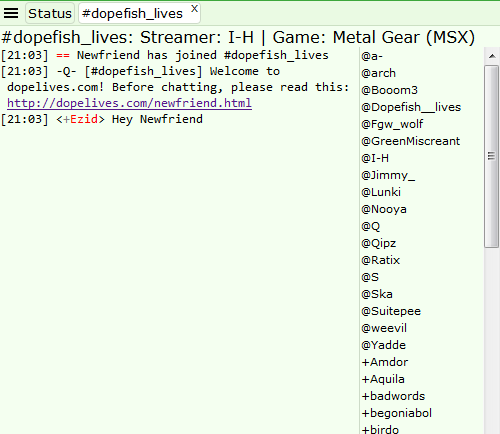 Status
#dopefish_lives X
#dopefish_lives: Streamer: I-H | Game: Metal Gear (MSX)
[21:03] == Newfriend has joined #dopefish_lives
[21:03] -Q- [#dopefish_lives] Welcome to
dopelives.com! Before chatting, please read this:
http://dopelives.com/newfriend.html
[21:03] <+Ezid> Hey Newfriend
@a-
@arch
@Booom3
@Dopefish__lives
@Fgw_wolf
@GreenMiscreant
@I-H
@Jimmy_
@Lunki
@Nooya
@Q
@Qipz
@Ratix
@S
@Ska
@Suitepee
@weevil
@Yadde
+Amdor
+Aquila
+badwords
+begoniabol
+birdo